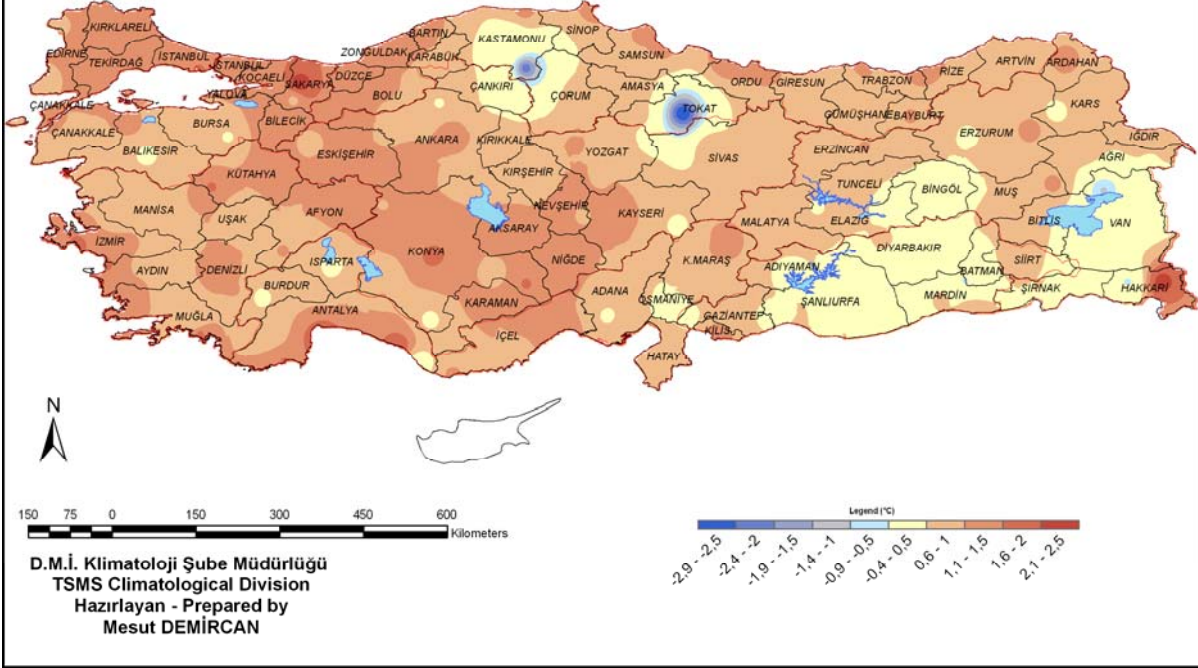 KIRKLARELİ
EDİRNE
TEKİRDAĞ
İSTANBUL
İSTANBUL
KOCAELİ
YALOVA
SAKARYA
DÜZCE
ZONGULDAK
BARTIN
KARABÜK
KASTAMONU
SİNOP
SAMSUN
ORDU
GİRESUN
TRABZON
RİZE
ARTVİN
ARDAHAN
ÇANAKKALE
ÇANAKKALE
BALIKESİR
BURSA
BİLECİK
BOLU
ÇANKIRI
ÇORUM
AMASYA
TOKAT
GÜMÜŞHANE
BAYBURT
ERZURUM
KARS
IĞDIR
AĞRI
ESKİŞEHİR
ANKARA
KIRIKKALE
YOZGAT
SİVAS
ERZİNCAN
KÜTAHYA
KIRŞEHİR
TUNCELİ
BİNGÖL
MUŞ
MANİSA
UŞAK
AFYON
NEVŞEHİR
KAYSERİ
MALATYA
ELAZIĞ
BİTLİS
VAN
İZMİR
AYDIN
DENİZLİ
ISPARTA
BURDUR
KONYA
AKSARAY
NİĞDE
K.MARAŞ
ADIYAMAN
DİYARBAKIR
BATMAN
SİİRT
ŞIRNAK
HAKKARİ
MUĞLA
ANTALYA
KARAMAN
İÇEL
ADANA
OSMANİYE
GAZİANTEP
KİLİS
ŞANLIURFA
MARDİN
HATAY
N
150 75 0 150 300 450 600
Kilometers
D.M.İ. Klimatoloji Şube Müdürlüğü
TSMS Climatological Division
Hazırlayan - Prepared by
Mesut DEMİRCAN
Legend (°C)
-2,9 - -2,5 -2,4 - -2 -1,9 - -1,5 -1,4 - -1 -0,9 - -0,5 -0,4 - 0,5 0,6 - 1 1,1 - 1,5 1,6 - 2 2,1 - 2,5